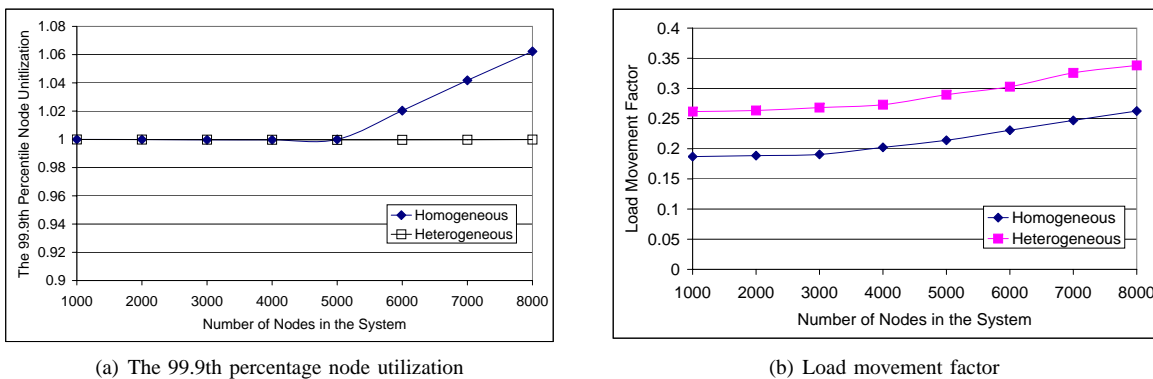 The 99.9th Percentile Node Unitlization
1.08
1.06
1.04
1.02
1
0.98
0.96
0.94
0.92
0.9
Homogeneous
Heterogeneous
1000 2000 3000 4000 5000 6000 7000 8000
Number of Nodes in the System
(a) The 99.9th percentage node utilization
Load Movement Factor
0.4
0.35
0.3
0.25
0.2
0.15
0.1
0.05
0
Homogeneous
Heterogeneous
1000 2000 3000 4000 5000 6000 7000 8000
Number of Nodes in the System
(b) Load movement factor